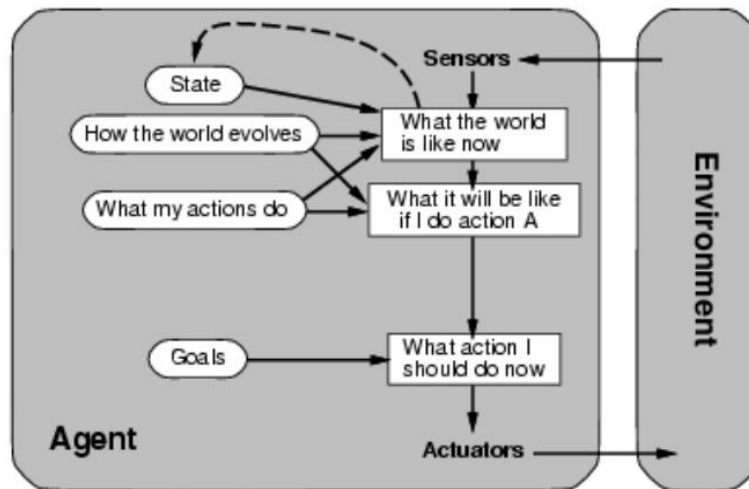 Sensors
State
What the world
is like now
How the world evolves
What it will be like
if I do action A
What my actions do
What action I
should do now
Goals
Agent
Actuators
Environment